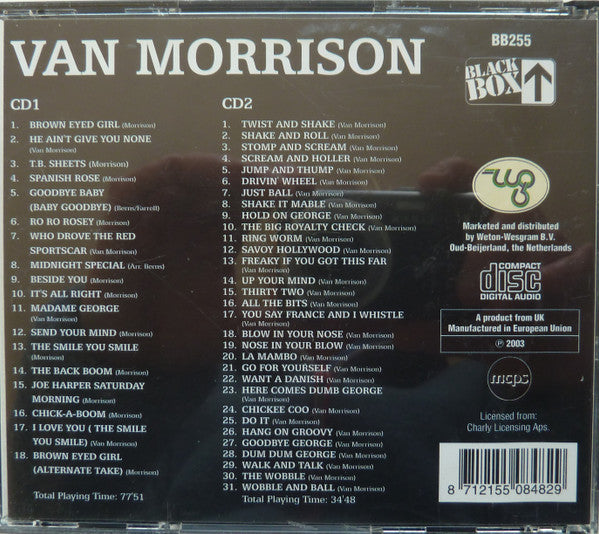 VAN MORRISON
CD1
1. BROWN EYED GIRL (Morrison)
2. HE AIN'T GIVE YOU NONE
(Van Morrison)
3. T.B. SHEETS (Morrison)
4. SPANISH ROSE (Morrison)
5. GOODBYE BABY
(BABY GOODBYE) (Berns/Farrell)
6. RO RO ROSEY (Morrison)
7. WHO DROVE THE RED
SPORTSCAR (Van Morrison)
8. MIDNIGHT SPECIAL (Arr. Berns)
9. BESIDE YOU (Morrison)
10. IT'S ALL RIGHT (Morrison)
11. MADAME GEORGE
(Van Morrison)
12. SEND YOUR MIND (Morrison)
13. THE SMILE YOU SMILE
(Morrison)
14. THE BACK BOOM (Morrison)
15. JOE HARPER SATURDAY
MORNING (Morrison)
16. CHICK-A-BOOM (Morrison)
17. I LOVE YOU ( THE SMILE
YOU SMILE) (Van Morrison)
18. BROWN EYED GIRL
(ALTERNATE TAKE) (Morrison)
Total Playing Time: 77'51
CD2
1. TWIST AND SHAKE (Van Morrison)
2. SHAKE AND ROLL (Van Morrison)
3. STOMP AND SCREAM (Van Morrison)
4. SCREAM AND HOLLER (Van Morrison)
5. JUMP AND THUMP (Van Morrison)
6. DRIVIN' WHEEL (Van Morrison)
7. JUST BALL (Van Morrison)
8. SHAKE IT MABLE (Van Morrison)
9. HOLD ON GEORGE (Van Morrison)
10. THE BIG ROYALTY CHECK (Van Morrison)
11. RING WORM (Van Morrison)
12. SAVOY HOLLYWOOD (Van Morrison)
13. FREAKY IF YOU GOT THIS FAR
(Van Morrison)
14. UP YOUR MIND (Van Morrison)
15. THIRTY TWO (Van Morrison)
16. ALL THE BITS (Van Morrison)
17. YOU SAY FRANCE AND I WHISTLE
(Van Morrison)
18. BLOW IN YOUR NOSE (Van Morrison)
19. NOSE IN YOUR BLOW (Van Morrison)
20. LA MAMBO (Van Morrison)
21. GO FOR YOURSELF (Van Morrison)
22. WANT A DANISH (Van Morrison)
23. HERE COMES DUMB GEORGE
(Van Morrison)
24. CHICKEE COO (Van Morrison)
25. DO IT (Van Morrison)
26. HANG ON GROOVY (Van Morrison)
27. GOODBYE GEORGE (Van Morrison)
28. DUM DUM GEORGE (Van Morrison)
29. WALK AND TALK (Van Morrison)
30. THE WOBBLE (Van Morrison)
31. WOBBLE AND BALL (Van Morrison)
Total Playing Time: 34'48
BB255
BLACK
BOX
wg
Marketed and distributed
by Weton-Wesgram B.V.
Oud-Beijerland, the Netherlands
COMPACT
disc
DIGITAL AUDIO
A product from UK
Manufactured in European Union
℗ 2003
mcps
Licensed from:
Charly Licensing Aps.
8 712155 084829